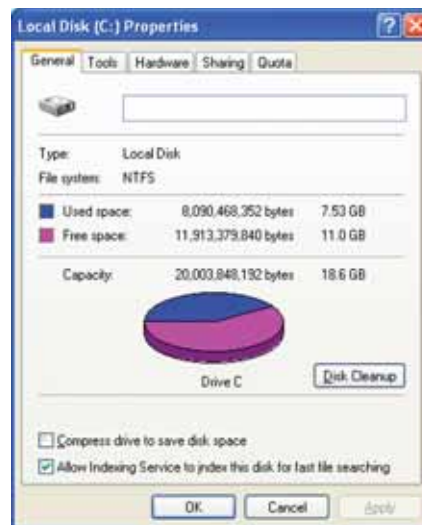 Local Disk (C:) Properties
General Tools Hardware Sharing Quota
Type: Local Disk
File system: NTFS
Used space: 8,090,468,352 bytes 7.53 GB
Free space: 11,913,379,840 bytes 11.0 GB
Capacity: 20,003,848,192 bytes 18.6 GB
Drive C
Disk Cleanup
Compress drive to save disk space
Allow Indexing Service to index this disk for fast file searching
OK Cancel Apply